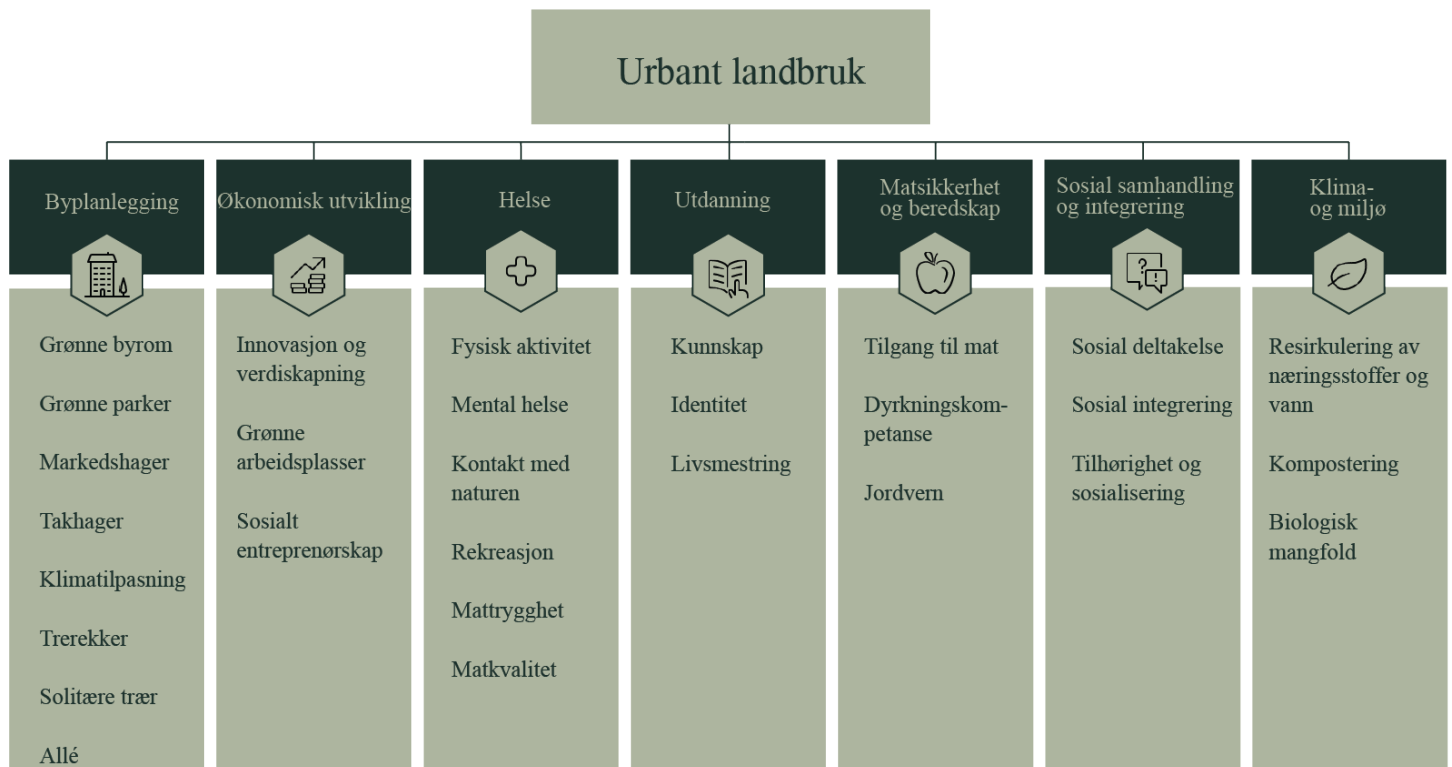 Urbant landbruk
Byplanlegging
Grønne byrom
Grønne parker
Markedshager
Takhager
Klimatilpasning
Trerekker
Solitære trær
Allé
Økonomisk utvikling
Innovasjon og
verdiskapning
Grønne
arbeidsplasser
Sosialt
entreprenørskap
Helse
Fysisk aktivitet
Mental helse
Kontakt med
naturen
Rekreasjon
Mattrygghet
Matkvalitet
Utdanning
Kunnskap
Identitet
Livsmestring
Matsikkerhet
og beredskap
Tilgang til mat
Dyrkningskom-
petanse
Jordvern
Sosial samhandling
og integrering
?
!
Sosial deltakelse
Sosial integrering
Tilhørighet og
sosialisering
Klima-
og miljø
Resirkulering av
næringsstoffer og
vann
Kompostering
Biologisk
mangfold